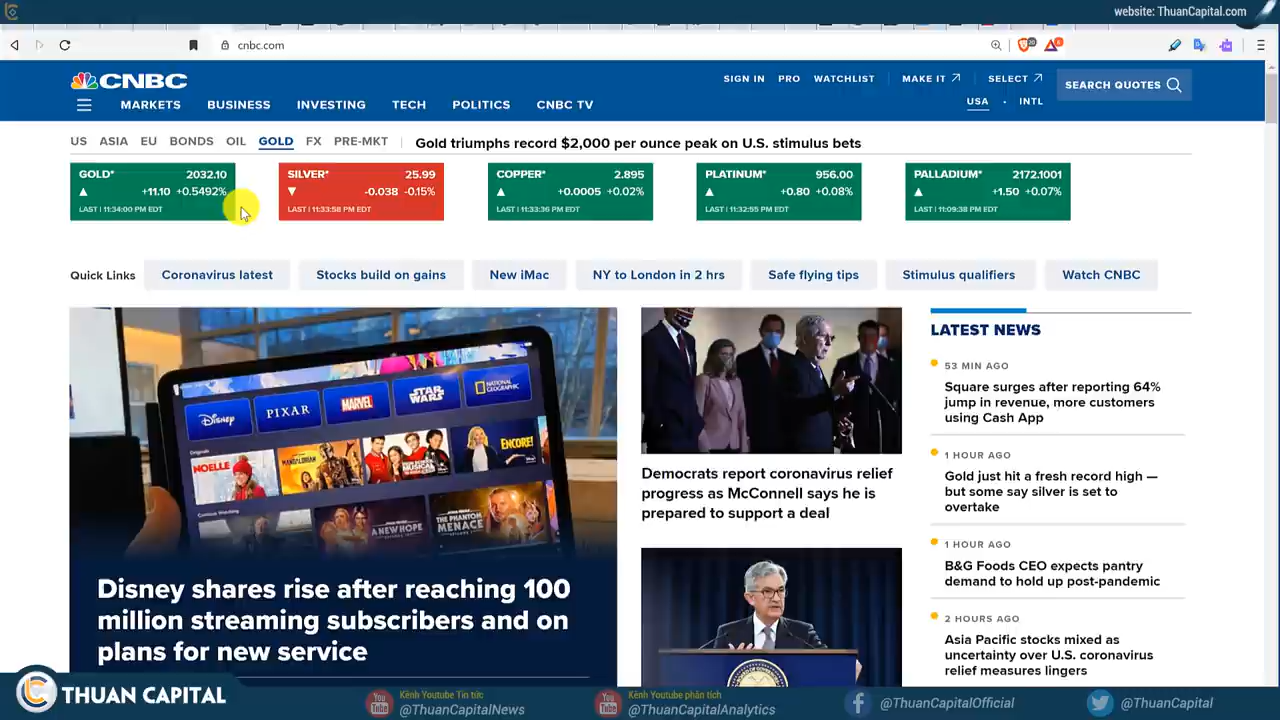 website: ThuanCapital.com
cnbc.com
CNBC
SIGN IN PRO WATCHLIST MAKE IT SELECT
SEARCH QUOTES
USA INTL
MARKETS BUSINESS INVESTING TECH POLITICS CNBC TV
US ASIA EU BONDS OIL GOLD FX PRE-MKT
Gold triumphs record $2,000 per ounce peak on U.S. stimulus bets
GOLD* 2032.10
+11.10 +0.5492%
LAST | 11:34:00 PM EDT
SILVER* 25.99
-0.038 -0.15%
LAST | 11:33:58 PM EDT
COPPER* 2.895
+0.0005 +0.02%
LAST | 11:33:36 PM EDT
PLATINUM* 956.00
+0.80 +0.08%
LAST | 11:32:55 PM EDT
PALLADIUM* 2172.1001
+1.50 +0.07%
LAST | 11:09:38 PM EDT
Quick Links
Coronavirus latest
Stocks build on gains
New iMac
NY to London in 2 hrs
Safe flying tips
Stimulus qualifiers
Watch CNBC
Disney
PIXAR
MARVEL
STAR WARS
NATIONAL GEOGRAPHIC
Originals
NOELLE
THE MANDALORIAN
HIGH SCHOOL MUSICAL
ENCORE!
Continue Watching
A NEW HOPE
THE PHANTOM MENACE
Disney shares rise after reaching 100
million streaming subscribers and on
plans for new service
Democrats report coronavirus relief
progress as McConnell says he is
prepared to support a deal
LATEST NEWS
53 MIN AGO
Square surges after reporting 64%
jump in revenue, more customers
using Cash App
1 HOUR AGO
Gold just hit a fresh record high —
but some say silver is set to
overtake
1 HOUR AGO
B&G Foods CEO expects pantry
demand to hold up post-pandemic
2 HOURS AGO
Asia Pacific stocks mixed as
uncertainty over U.S. coronavirus
relief measures lingers
THUAN CAPITAL
You Tube
Kênh Youtube Tin tức
@ThuanCapitalNews
You Tube
Kênh Youtube phân tích
@ThuanCapitalAnalytics
@ThuanCapitalOfficial
@ThuanCapital